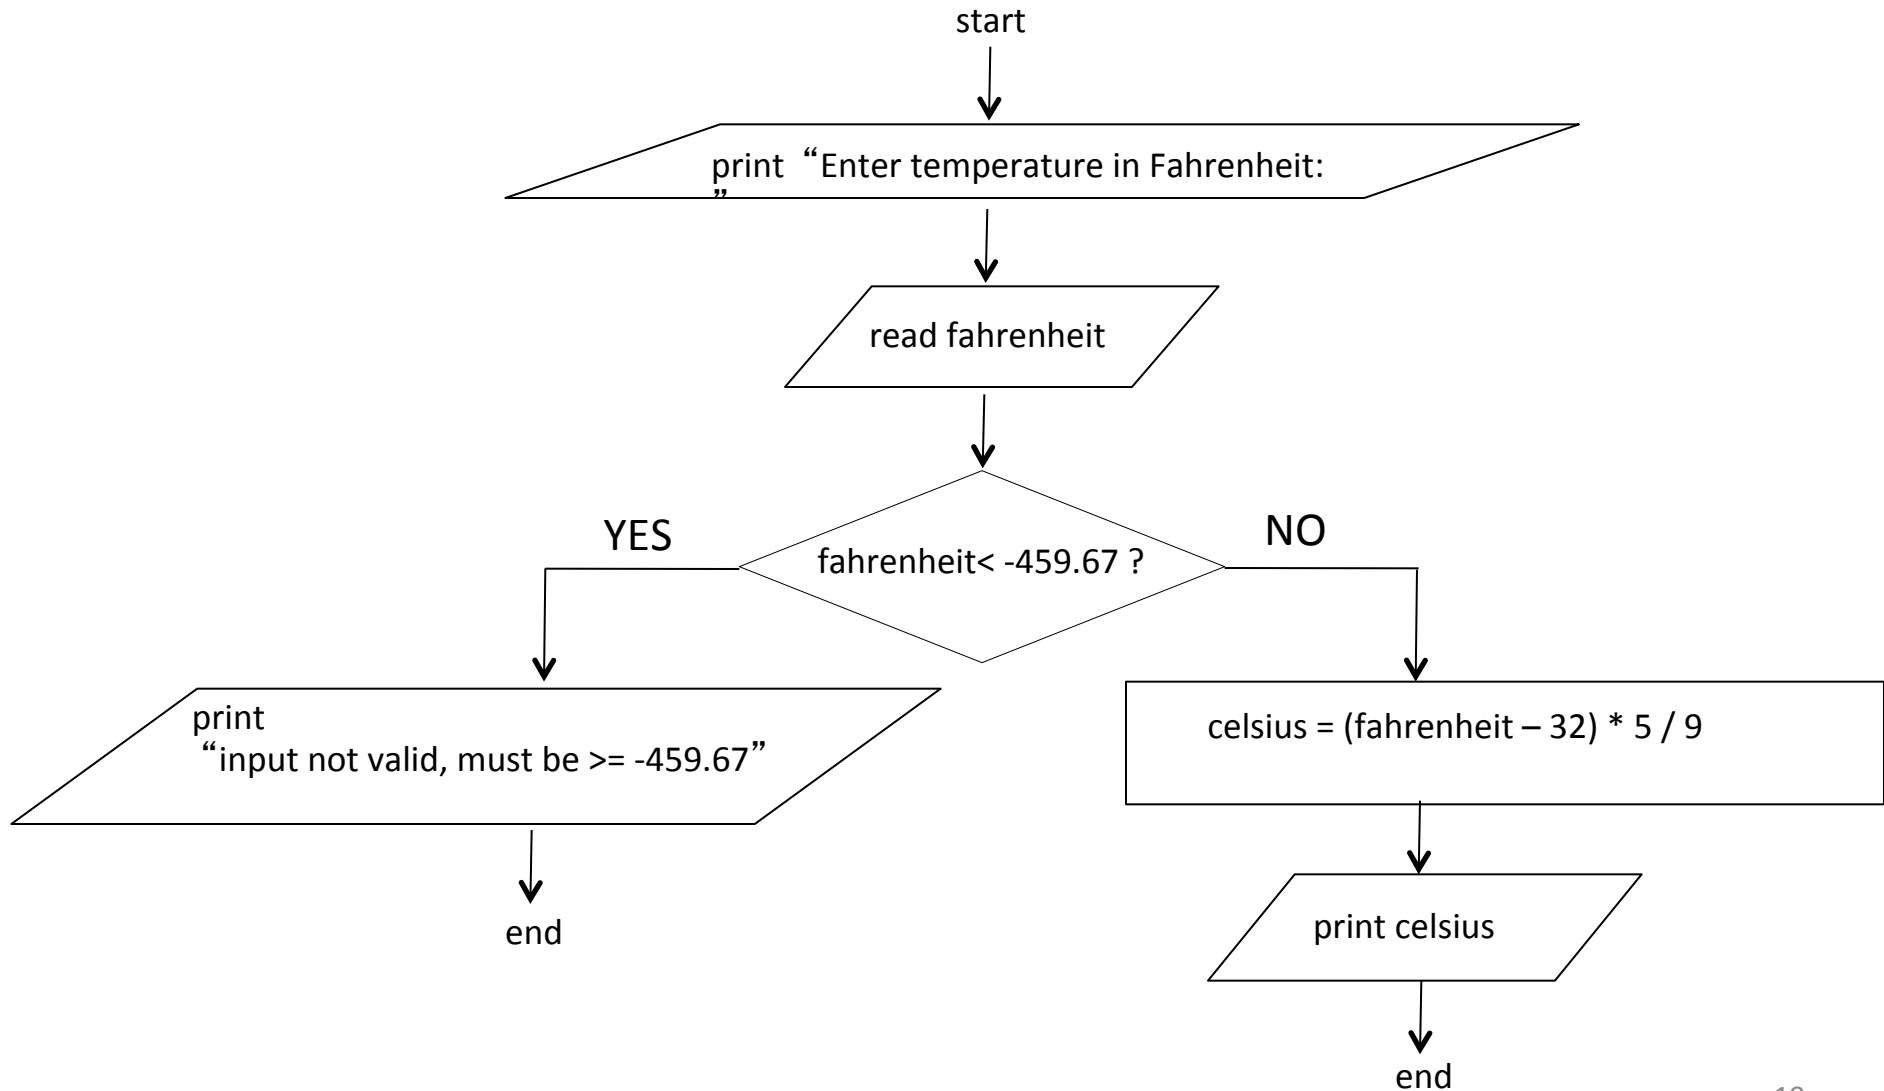 start
print “Enter temperature in Fahrenheit:
”
read fahrenheit
YES
fahrenheit< -459.67 ?
NO
print
“input not valid, must be >= -459.67”
end
celsius = (fahrenheit – 32) * 5 / 9
print celsius
end